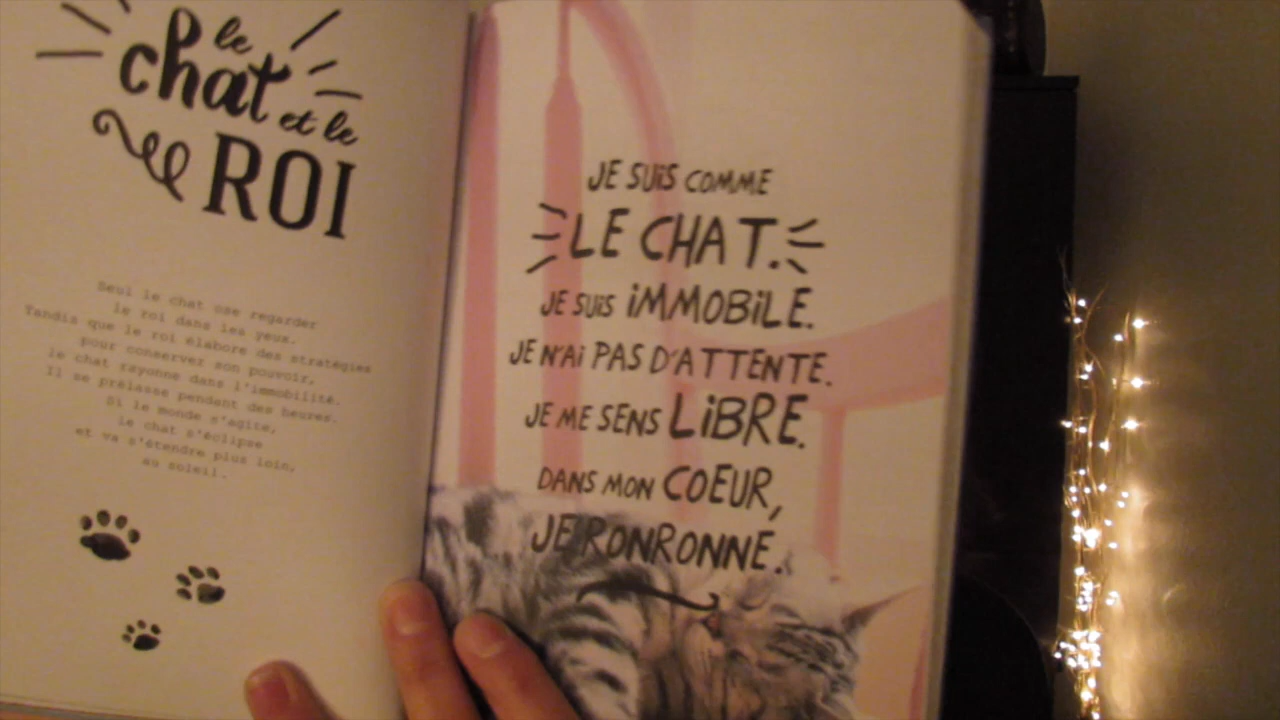 le
chat
et le
ROI
Seul le chat ose regarder
le roi dans les yeux.
Tandis que le roi élabore des stratégies
pour conserver son pouvoir,
le chat rayonne dans l'immobilité.
Il se prélasse pendant des heures.
Si le monde s'agite,
le chat s'éclipse
et va s'étendre plus loin,
au soleil.
JE SUIS COMME
LE CHAT.
JE SUIS IMMOBILE.
JE N'AI PAS D'ATTENTE.
JE ME SENS LIBRE.
DANS MON COEUR,
JE RONRONNE.